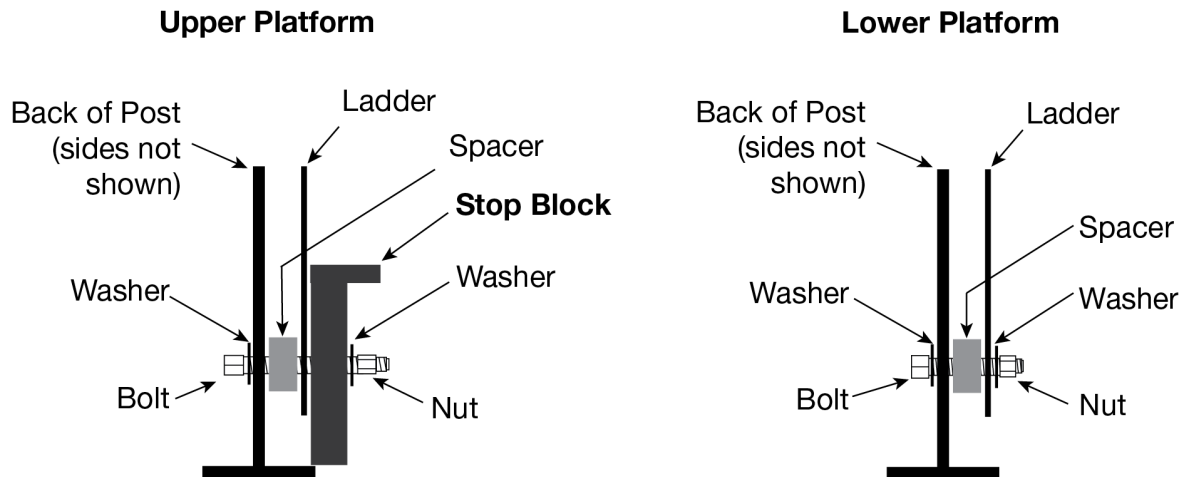 Upper Platform
Back of Post
(sides not
shown)
Ladder
Spacer
Stop Block
Washer
Washer
Bolt
Nut
Lower Platform
Back of Post
(sides not
shown)
Ladder
Spacer
Washer
Washer
Bolt
Nut